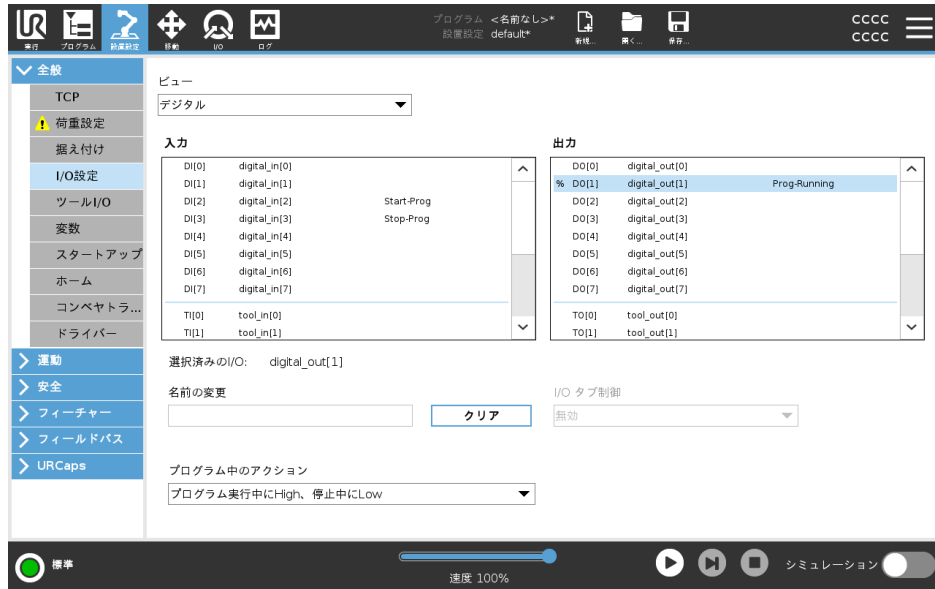 プログラム <名前なし>*
設置設定 default*
cccc
cccc
実行 プログラム 設置設定 移動 I/O ログ 新規... 開く... 保存...
全般
TCP
荷重設定
据え付け
I/O設定
ツールI/O
変数
スタートアップ
ホーム
コンベヤトラ...
ドライバー
運動
安全
フィーチャー
フィールドバス
URCaps
ビュー
デジタル
入力
DI[0] digital_in[0]
DI[1] digital_in[1]
DI[2] digital_in[2] Start-Prog
DI[3] digital_in[3] Stop-Prog
DI[4] digital_in[4]
DI[5] digital_in[5]
DI[6] digital_in[6]
DI[7] digital_in[7]
TI[0] tool_in[0]
TI[1] tool_in[1]
出力
DO[0] digital_out[0]
% DO[1] digital_out[1] Prog-Running
DO[2] digital_out[2]
DO[3] digital_out[3]
DO[4] digital_out[4]
DO[5] digital_out[5]
DO[6] digital_out[6]
DO[7] digital_out[7]
TO[0] tool_out[0]
TO[1] tool_out[1]
選択済みのI/O: digital_out[1]
名前の変更
クリア
I/O タブ制御
無効
プログラム中のアクション
プログラム実行中にHigh、停止中にLow
標準
速度 100%
シミュレーション